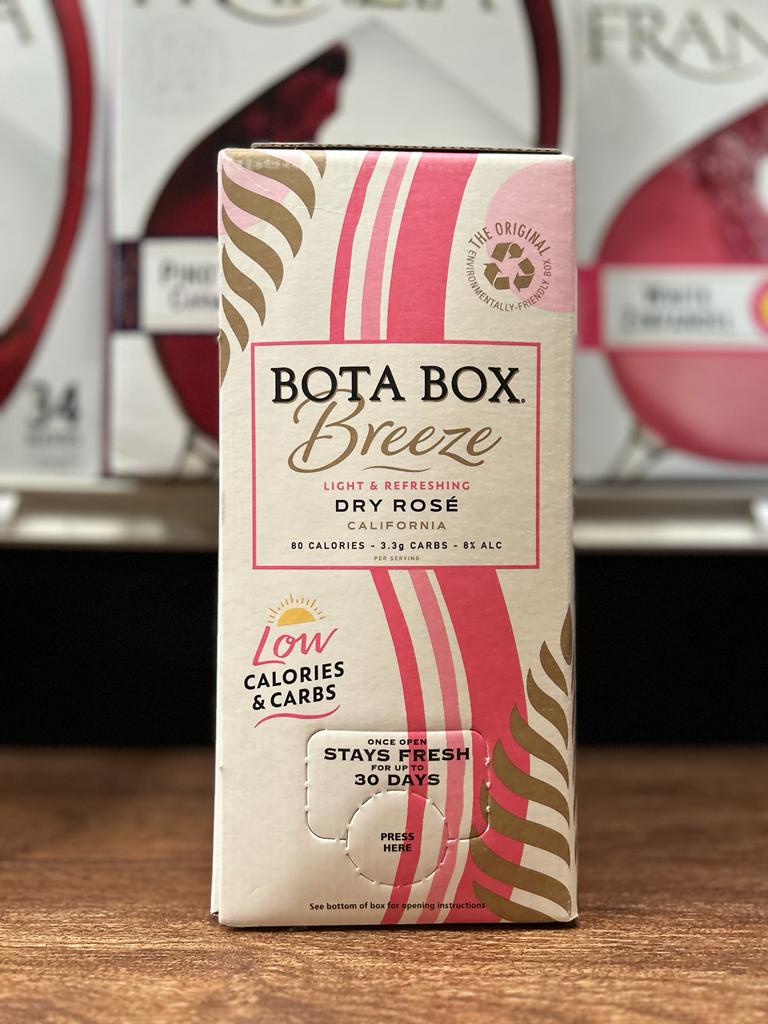 FRAN
34
THE ORIGINAL
ENVIRONMENTALLY-FRIENDLY BOX
BOTA BOX.
Breeze
LIGHT & REFRESHING
DRY ROSÉ
CALIFORNIA
80 CALORIES - 3.3g CARBS - 8% ALC
PER SERVING
Low
CALORIES
& CARBS
ONCE OPEN
STAYS FRESH
FOR UP TO
30 DAYS
PRESS
HERE
See bottom of box for opening instructions